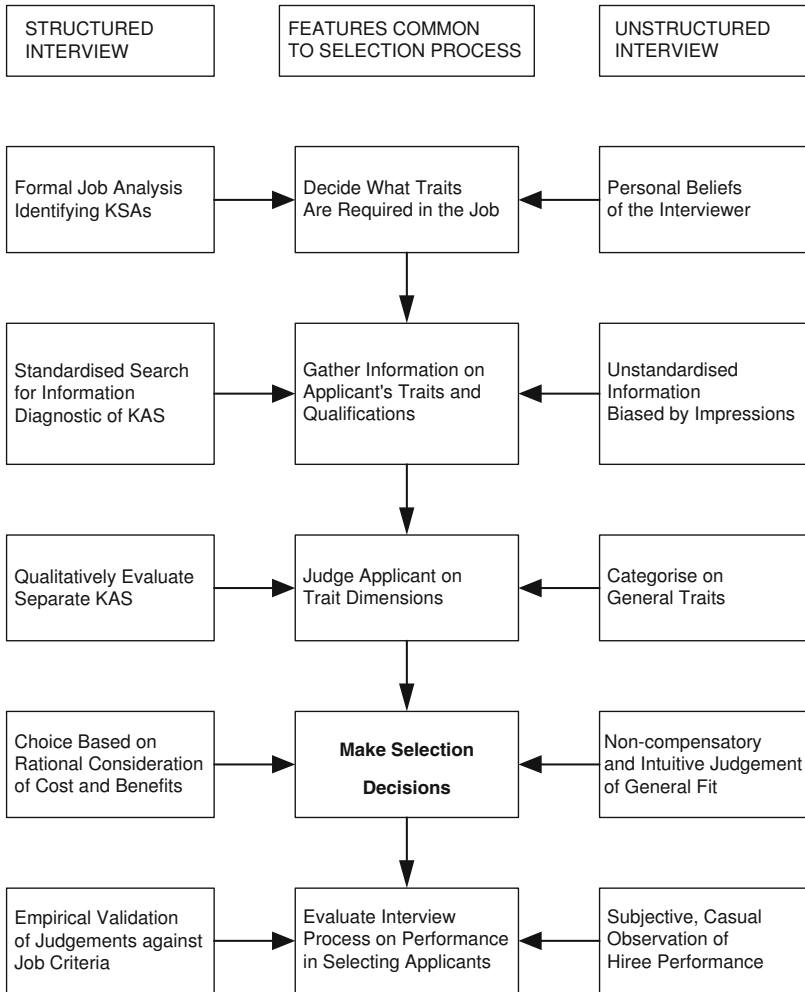 STRUCTURED
INTERVIEW
FEATURES COMMON
TO SELECTION PROCESS
UNSTRUCTURED
INTERVIEW
Formal Job Analysis
Identifying KSAs
Decide What Traits
Are Required in the Job
Personal Beliefs
of the Interviewer
Standardised Search
for Information
Diagnostic of KAS
Gather Information on
Applicant's Traits and
Qualifications
Unstandardised
Information
Biased by Impressions
Qualitatively Evaluate
Separate KAS
Judge Applicant on
Trait Dimensions
Categorise on
General Traits
Choice Based on
Rational Consideration
of Cost and Benefits
Make Selection
Decisions
Non-compensatory
and Intuitive Judgement
of General Fit
Empirical Validation
of Judgements against
Job Criteria
Evaluate Interview
Process on Performance
in Selecting Applicants
Subjective, Casual
Observation of
Hiree Performance